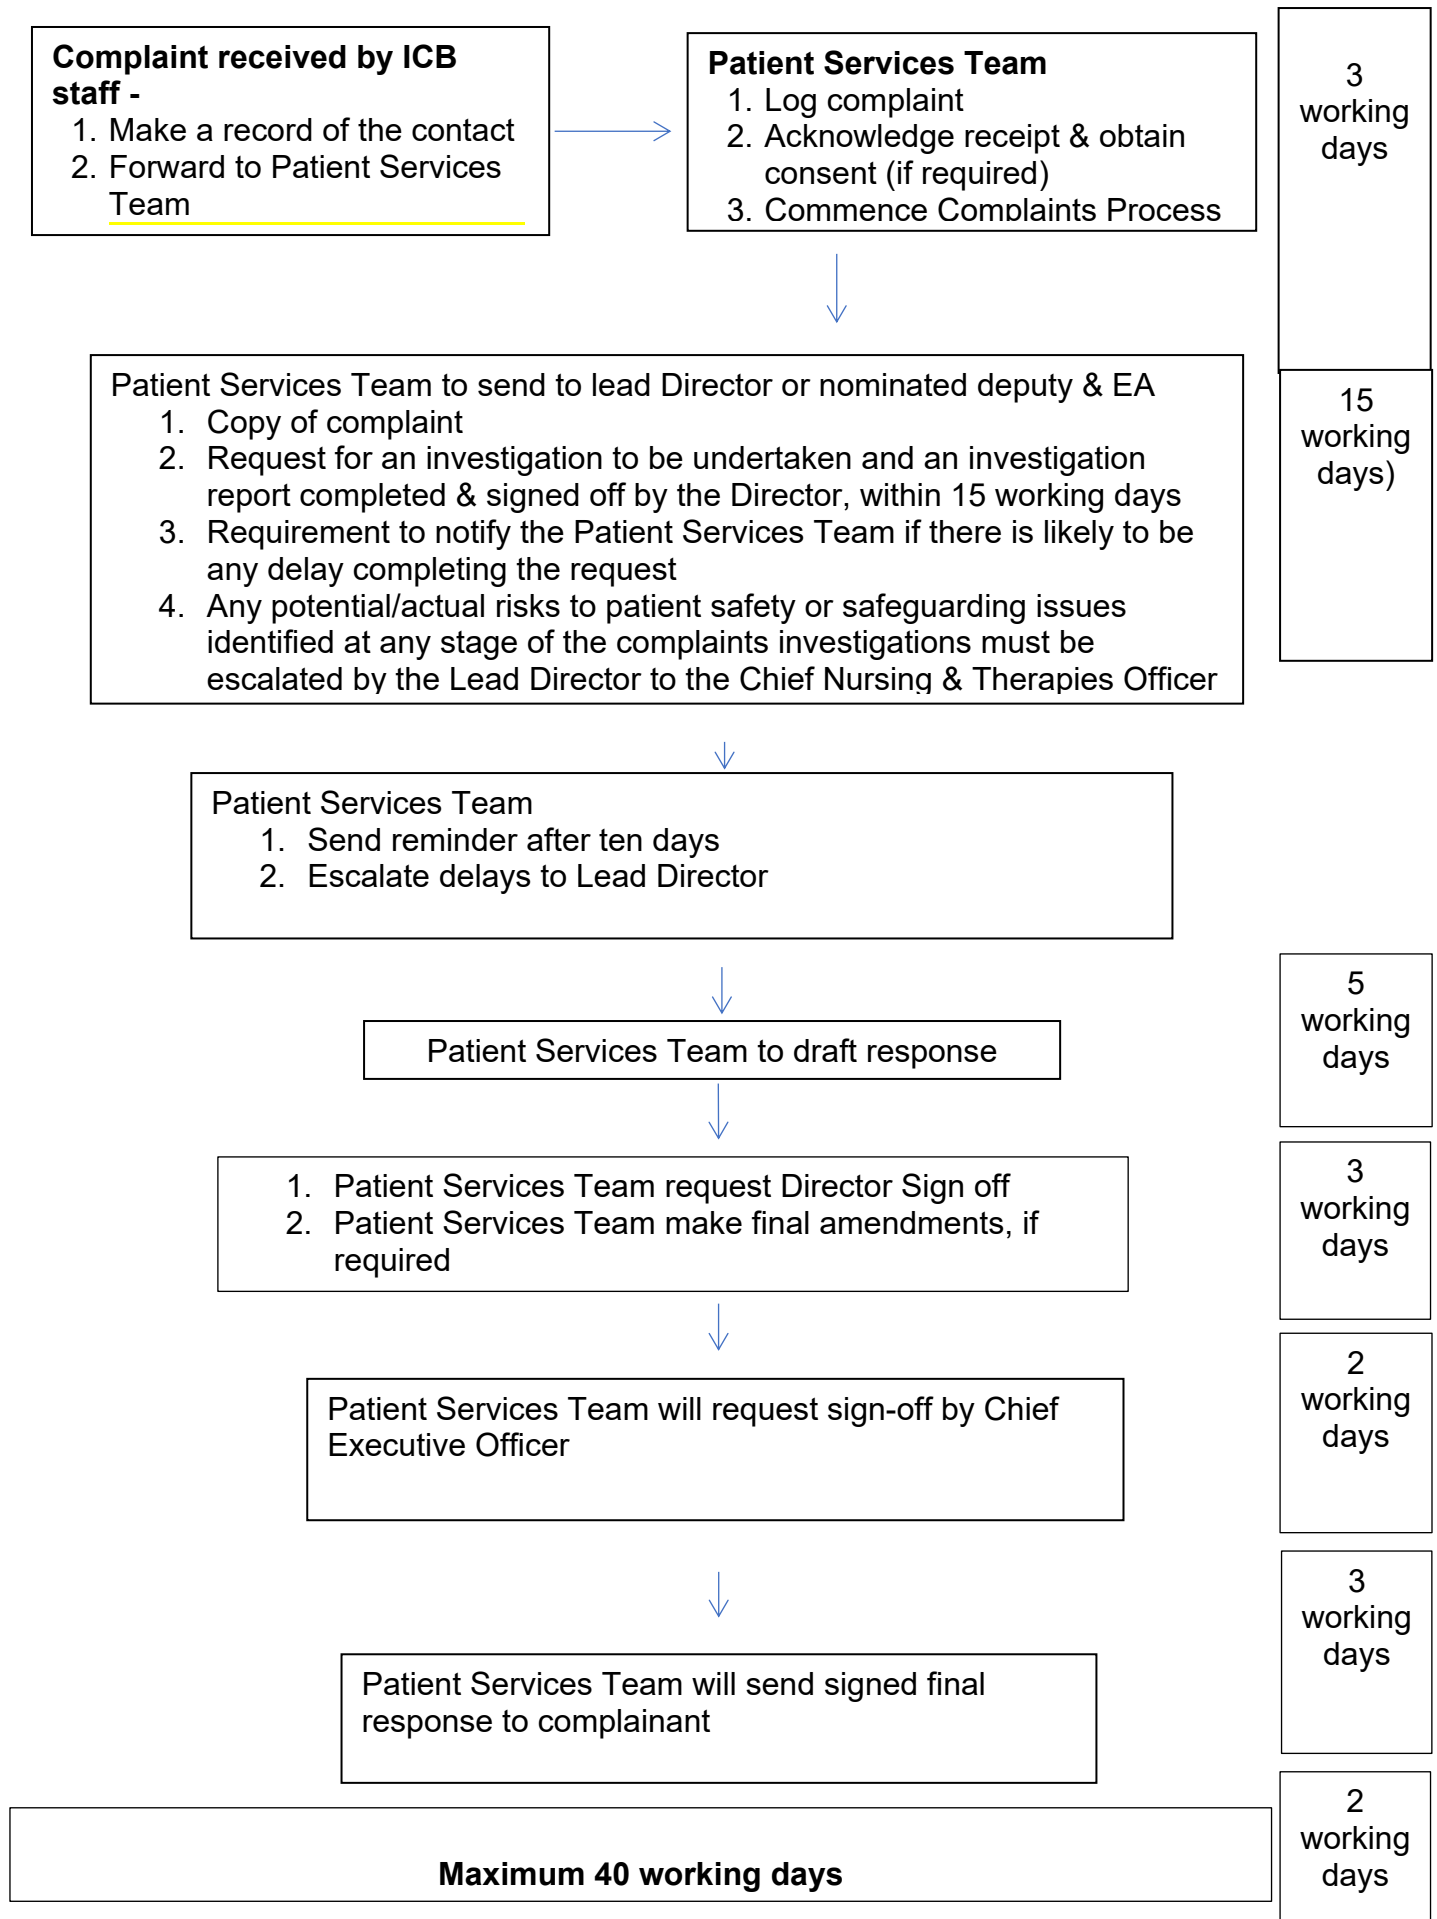 Complaint received by ICB
staff -
1. Make a record of the contact
2. Forward to Patient Services
Team
Patient Services Team
1. Log complaint
2. Acknowledge receipt & obtain
consent (if required)
3. Commence Complaints Process
3
working
days
Patient Services Team to send to lead Director or nominated deputy & EA
1. Copy of complaint
2. Request for an investigation to be undertaken and an investigation
report completed & signed off by the Director, within 15 working days
3. Requirement to notify the Patient Services Team if there is likely to be
any delay completing the request
4. Any potential/actual risks to patient safety or safeguarding issues
identified at any stage of the complaints investigations must be
escalated by the Lead Director to the Chief Nursing & Therapies Officer
15
working
days)
Patient Services Team
1. Send reminder after ten days
2. Escalate delays to Lead Director
Patient Services Team to draft response
5
working
days
1. Patient Services Team request Director Sign off
2. Patient Services Team make final amendments, if
required
3
working
days
Patient Services Team will request sign-off by Chief
Executive Officer
2
working
days
Patient Services Team will send signed final
response to complainant
3
working
days
Maximum 40 working days
2
working
days